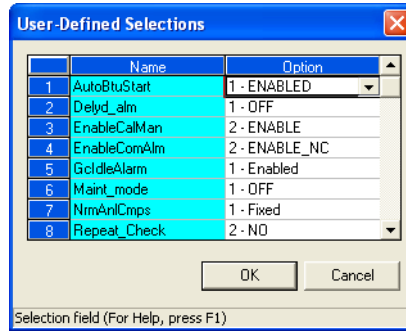 User-Defined Selections
Name Option
1 AutoBtuStart 1 - ENABLED
2 Delyd_alm 1 - OFF
3 EnableCalMan 2 - ENABLE
4 EnableComAlm 2 - ENABLE_NC
5 GcIdleAlarm 1 - Enabled
6 Maint_mode 1 - OFF
7 NrmAnlCmps 1 - Fixed
8 Repeat_Check 2 - NO
OK Cancel
Selection field (For Help, press F1)